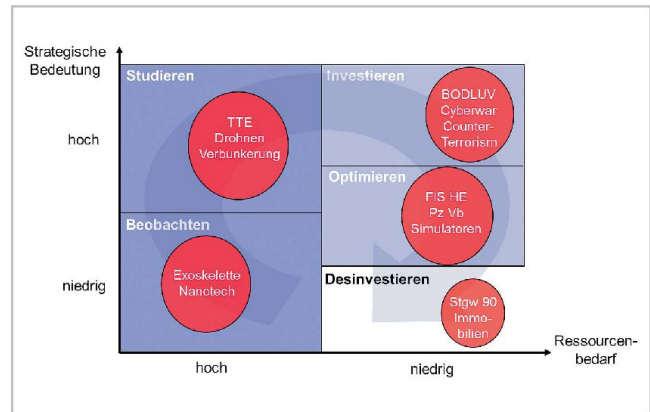 Strategische
Bedeutung
Studieren
Investieren
TTE
Drohnen
Verbunkerung
BODLUV
Cyberwar
Counter-
Terrorism
hoch
Optimieren
FIS HE
Pz Vb
Simulatoren
Beobachten
Exoskelette
Nanotech
niedrig
Desinvestieren
Stgw 90
Immo-
bilien
Ressourcen-
bedarf
hoch
niedrig